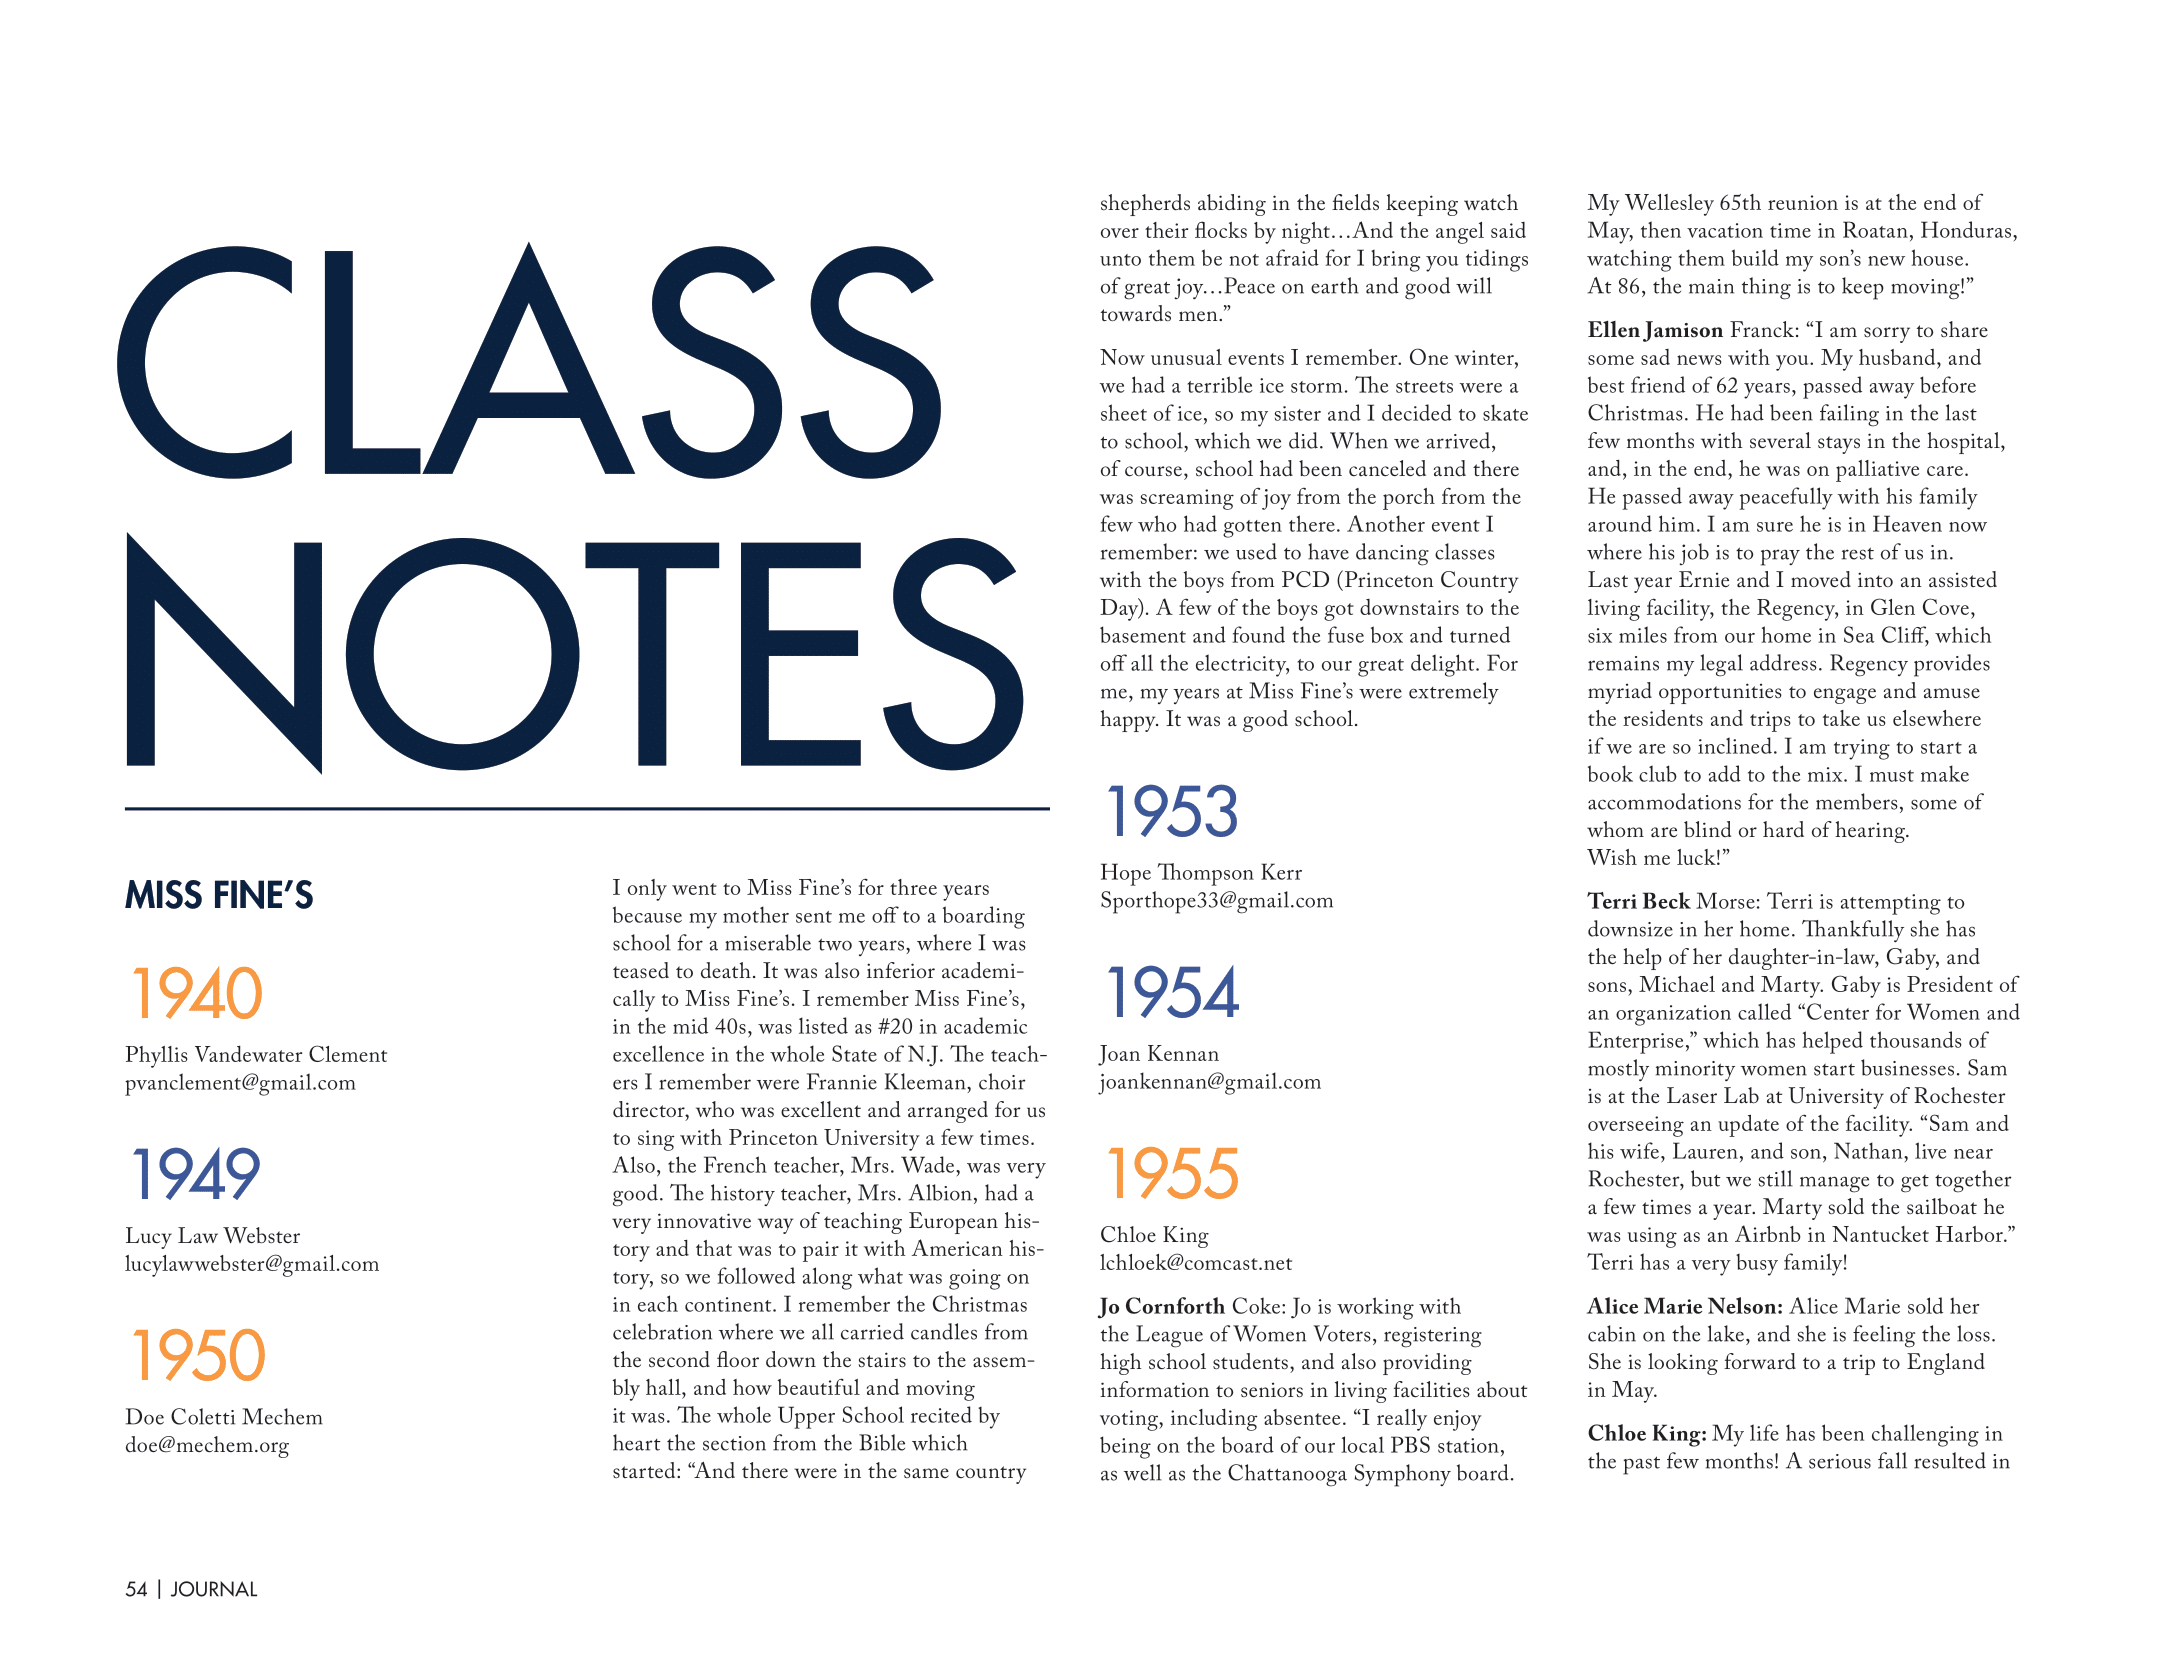 CLASS
NOTES
MISS FINE’S
1940
Phyllis Vandewater Clement
pvanclement@gmail.com
1949
Lucy Law Webster
lucylawwebster@gmail.com
1950
Doe Coletti Mechem
doe@mechem.org
I only went to Miss Fine’s for three years
because my mother sent me off to a boarding
school for a miserable two years, where I was
teased to death. It was also inferior academi-
cally to Miss Fine’s. I remember Miss Fine’s,
in the mid 40s, was listed as #20 in academic
excellence in the whole State of N.J. The teach-
ers I remember were Frannie Kleeman, choir
director, who was excellent and arranged for us
to sing with Princeton University a few times.
Also, the French teacher, Mrs. Wade, was very
good. The history teacher, Mrs. Albion, had a
very innovative way of teaching European his-
tory and that was to pair it with American his-
tory, so we followed along what was going on
in each continent. I remember the Christmas
celebration where we all carried candles from
the second floor down the stairs to the assem-
bly hall, and how beautiful and moving
it was. The whole Upper School recited by
heart the section from the Bible which
started: “And there were in the same country
shepherds abiding in the fields keeping watch
over their flocks by night…And the angel said
unto them be not afraid for I bring you tidings
of great joy…Peace on earth and good will
towards men.”
Now unusual events I remember. One winter,
we had a terrible ice storm. The streets were a
sheet of ice, so my sister and I decided to skate
to school, which we did. When we arrived,
of course, school had been canceled and there
was screaming of joy from the porch from the
few who had gotten there. Another event I
remember: we used to have dancing classes
with the boys from PCD (Princeton Country
Day). A few of the boys got downstairs to the
basement and found the fuse box and turned
off all the electricity, to our great delight. For
me, my years at Miss Fine’s were extremely
happy. It was a good school.
1953
Hope Thompson Kerr
Sporthope33@gmail.com
1954
Joan Kennan
joankennan@gmail.com
1955
Chloe King
lchloek@comcast.net
Jo Cornforth Coke: Jo is working with
the League of Women Voters, registering
high school students, and also providing
information to seniors in living facilities about
voting, including absentee. “I really enjoy
being on the board of our local PBS station,
as well as the Chattanooga Symphony board.
My Wellesley 65th reunion is at the end of
May, then vacation time in Roatan, Honduras,
watching them build my son’s new house.
At 86, the main thing is to keep moving!”
Ellen Jamison Franck: “I am sorry to share
some sad news with you. My husband, and
best friend of 62 years, passed away before
Christmas. He had been failing in the last
few months with several stays in the hospital,
and, in the end, he was on palliative care.
He passed away peacefully with his family
around him. I am sure he is in Heaven now
where his job is to pray the rest of us in.
Last year Ernie and I moved into an assisted
living facility, the Regency, in Glen Cove,
six miles from our home in Sea Cliff, which
remains my legal address. Regency provides
myriad opportunities to engage and amuse
the residents and trips to take us elsewhere
if we are so inclined. I am trying to start a
book club to add to the mix. I must make
accommodations for the members, some of
whom are blind or hard of hearing.
Wish me luck!”
Terri Beck Morse: Terri is attempting to
downsize in her home. Thankfully she has
the help of her daughter-in-law, Gaby, and
sons, Michael and Marty. Gaby is President of
an organization called “Center for Women and
Enterprise,” which has helped thousands of
mostly minority women start businesses. Sam
is at the Laser Lab at University of Rochester
overseeing an update of the facility. “Sam and
his wife, Lauren, and son, Nathan, live near
Rochester, but we still manage to get together
a few times a year. Marty sold the sailboat he
was using as an Airbnb in Nantucket Harbor.”
Terri has a very busy family!
Alice Marie Nelson: Alice Marie sold her
cabin on the lake, and she is feeling the loss.
She is looking forward to a trip to England
in May.
Chloe King: My life has been challenging in
the past few months! A serious fall resulted in
54 | JOURNAL